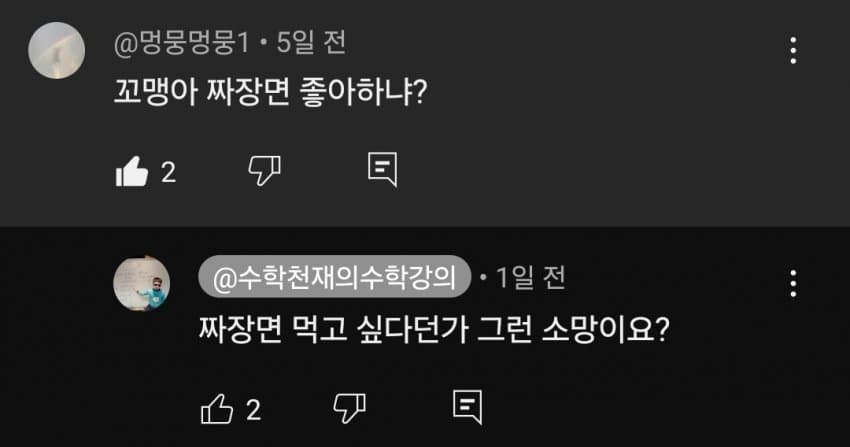 @멍뭉멍뭉1 • 5일 전
꼬맹아 짜장면 좋아하냐?
2
@수학천재의수학강의 • 1일 전
짜장면 먹고 싶다던가 그런 소망이요?
2